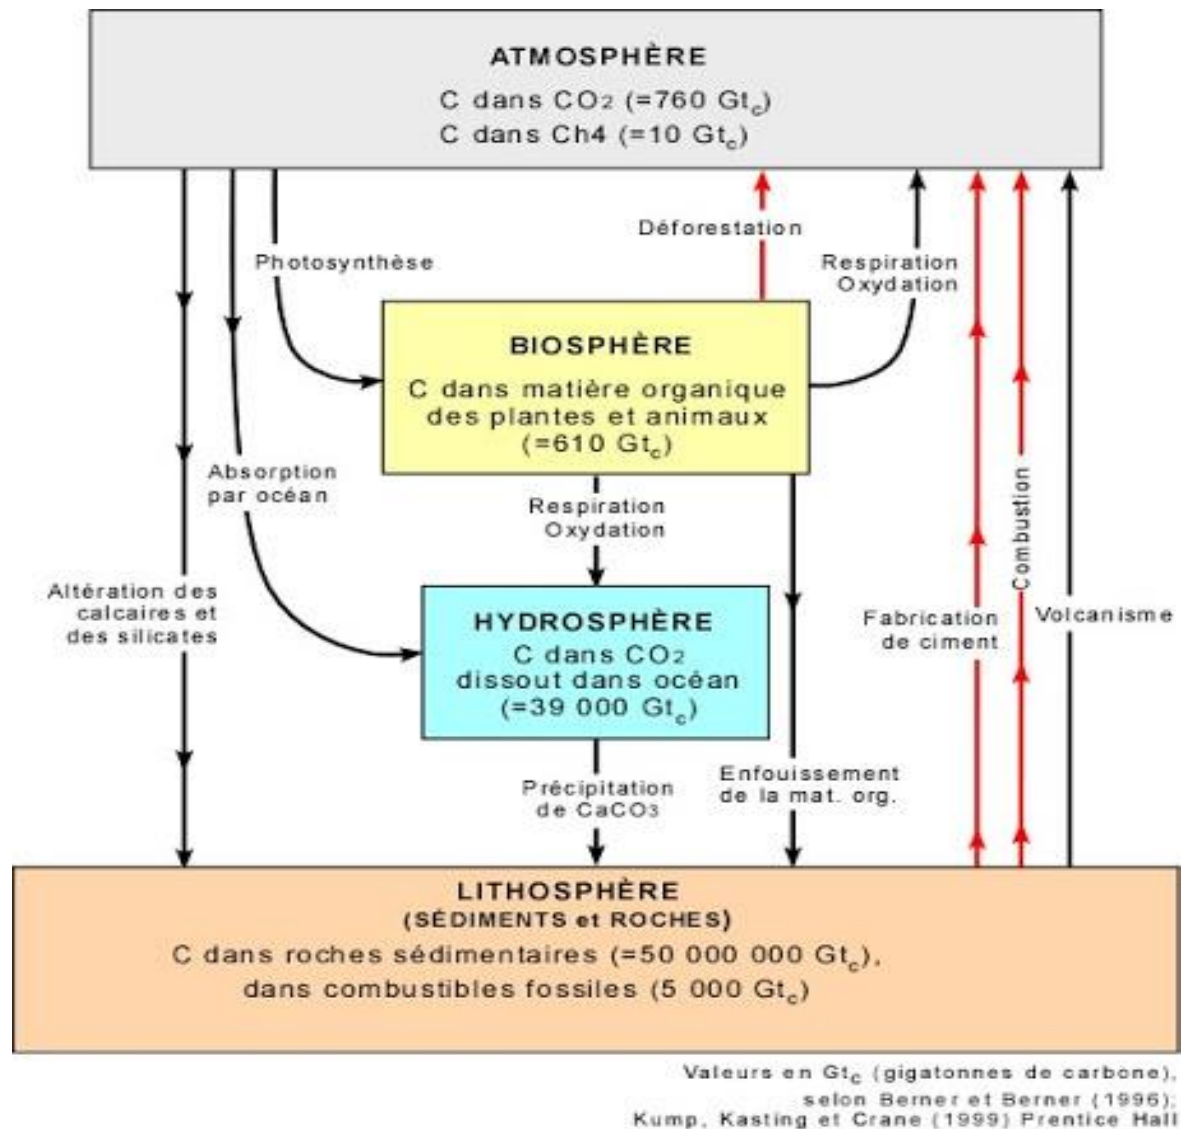 ATMOSPHÈRE
C dans CO₂ (=760 Gtc)
C dans Ch4 (=10 Gtc)
Déforestation
Photosynthèse
Respiration
Oxydation
BIOSPHÈRE
C dans matière organique
des plantes et animaux
(=610 Gtc)
Absorption
par océan
Respiration
Oxydation
Combustion
Altération des
calcaires et
des silicates
HYDROSPHÈRE
C dans CO₂
dissout dans océan
(=39 000 Gtc)
Fabrication
de ciment
Volcanisme
Précipitation
de CaCO₃
Enfouissement
de la mat. org.
LITHOSPHÈRE
(SÉDIMENTS et ROCHES)
C dans roches sédimentaires (=50 000 000 Gtc),
dans combustibles fossiles (5 000 Gtc)
Valeurs en Gtc (gigatonnes de carbone),
selon Berner et Berner (1996);
Kump, Kasting et Crane (1999) Prentice Hall